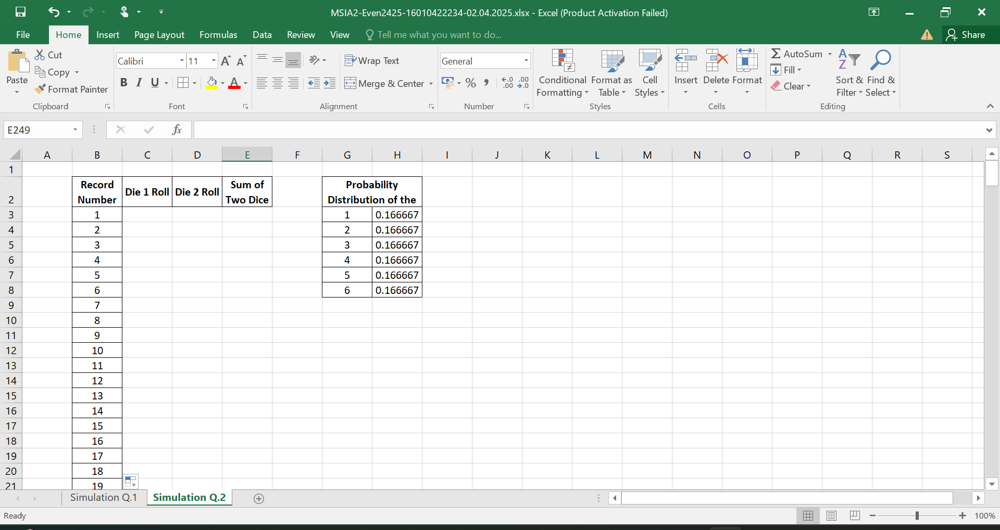 MSIA2-Even2425-16010422234-02.04.2025.xlsx - Excel (Product Activation Failed)
File Home Insert Page Layout Formulas Data Review View Tell me what you want to do... Share
Paste
Cut
Copy
Format Painter
Clipboard
Calibri 11
B I U
Font
Wrap Text
Merge & Center
Alignment
General
% , .0 .00 .00 .0
Number
Conditional Formatting
Format as Table
Cell Styles
Styles
Insert Delete Format
Cells
AutoSum
Fill
Clear
Sort & Filter
Find & Select
Editing
E249 fx
A B C D E F G H I J K L M N O P Q R S
1
2 Record Number Die 1 Roll Die 2 Roll Sum of Two Dice Probability Distribution of the
3 1 1 0.166667
4 2 2 0.166667
5 3 3 0.166667
6 4 4 0.166667
7 5 5 0.166667
8 6 6 0.166667
9 7
10 8
11 9
12 10
13 11
14 12
15 13
16 14
17 15
18 16
19 17
20 18
21 19
Simulation Q.1 Simulation Q.2
Ready 100%